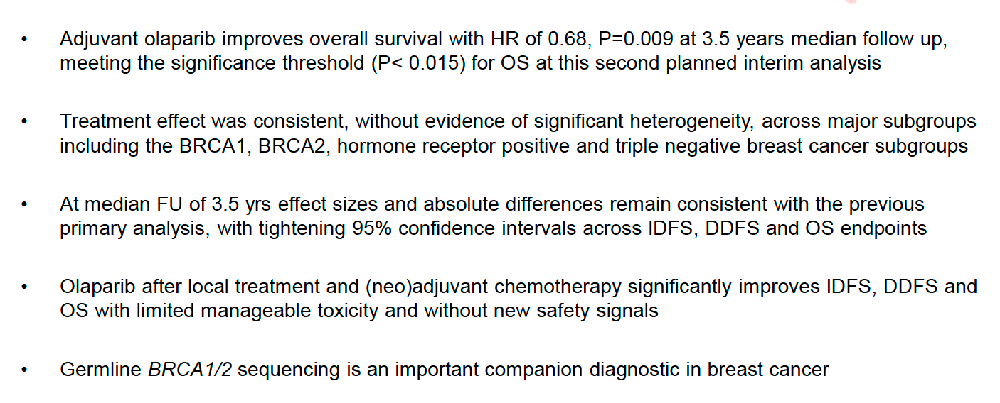 • Adjuvant olaparib improves overall survival with HR of 0.68, P=0.009 at 3.5 years median follow up,
meeting the significance threshold (P< 0.015) for OS at this second planned interim analysis
• Treatment effect was consistent, without evidence of significant heterogeneity, across major subgroups
including the BRCA1, BRCA2, hormone receptor positive and triple negative breast cancer subgroups
• At median FU of 3.5 yrs effect sizes and absolute differences remain consistent with the previous
primary analysis, with tightening 95% confidence intervals across IDFS, DDFS and OS endpoints
• Olaparib after local treatment and (neo)adjuvant chemotherapy significantly improves IDFS, DDFS and
OS with limited manageable toxicity and without new safety signals
• Germline BRCA1/2 sequencing is an important companion diagnostic in breast cancer